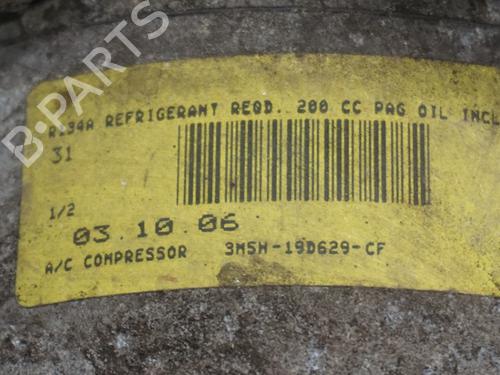 B-PARTS
R134A REFRIGERANT REQD. 200 CC PAG OIL INCL
31
1/2
03.10.06
A/C COMPRESSOR 3M5H-19D629-CF